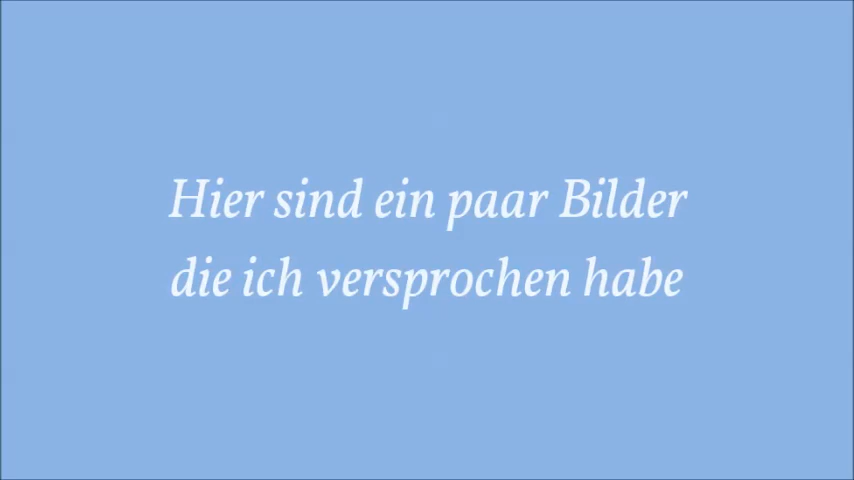 Hier sind ein paar Bilder
die ich versprochen habe